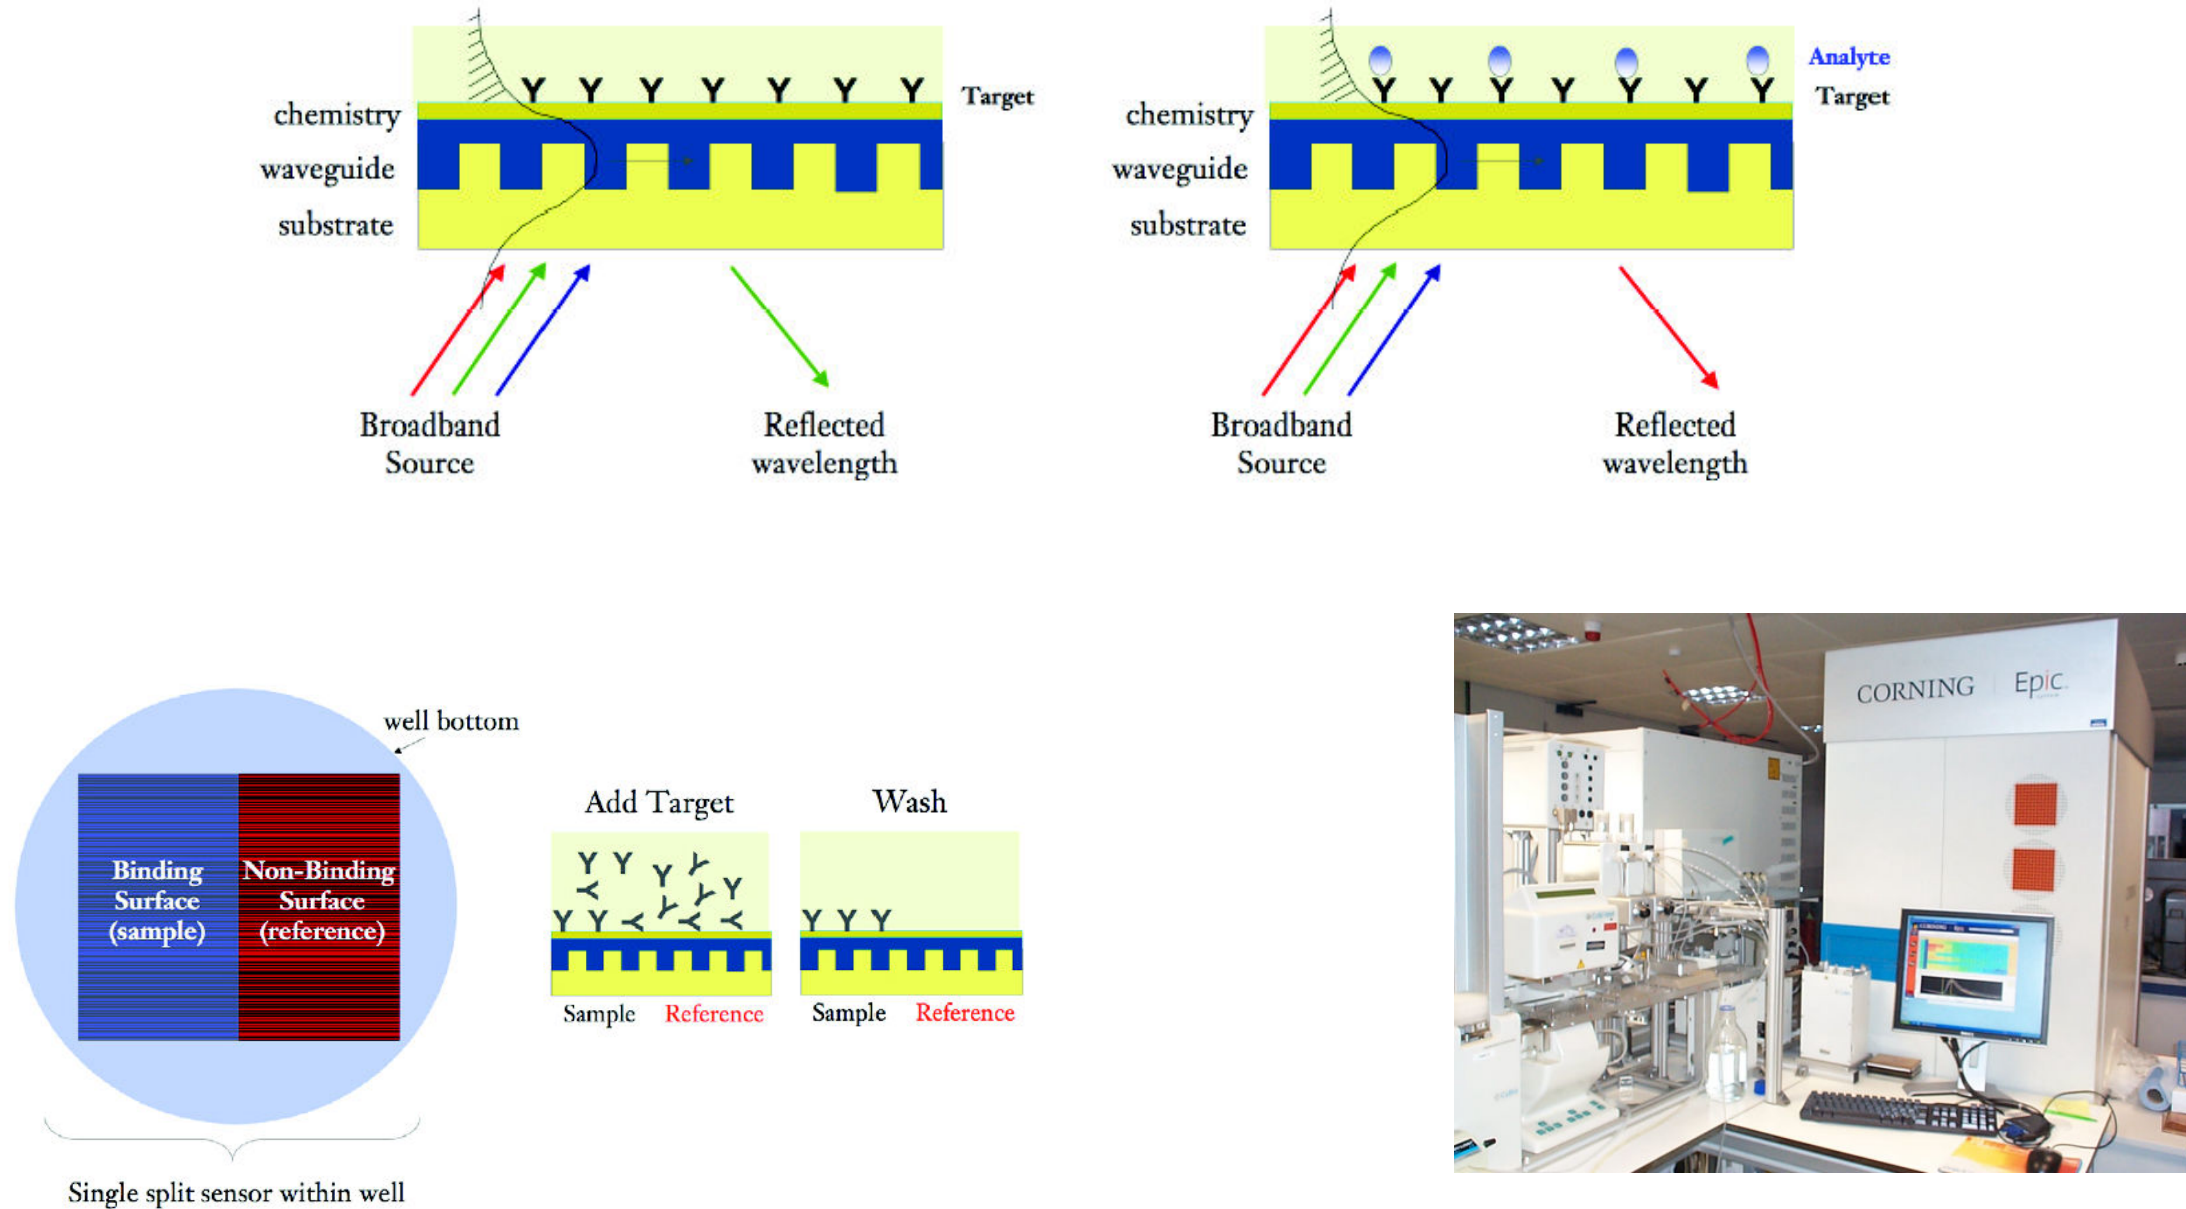 chemistry
waveguide
substrate
Target
Broadband
Source
Reflected
wavelength
chemistry
waveguide
substrate
Analyte
Target
Broadband
Source
Reflected
wavelength
well bottom
Binding
Surface
(sample)
Non-Binding
Surface
(reference)
Single split sensor within well
Add Target
Sample Reference
Wash
Sample Reference
CORNING Epic
CORNING